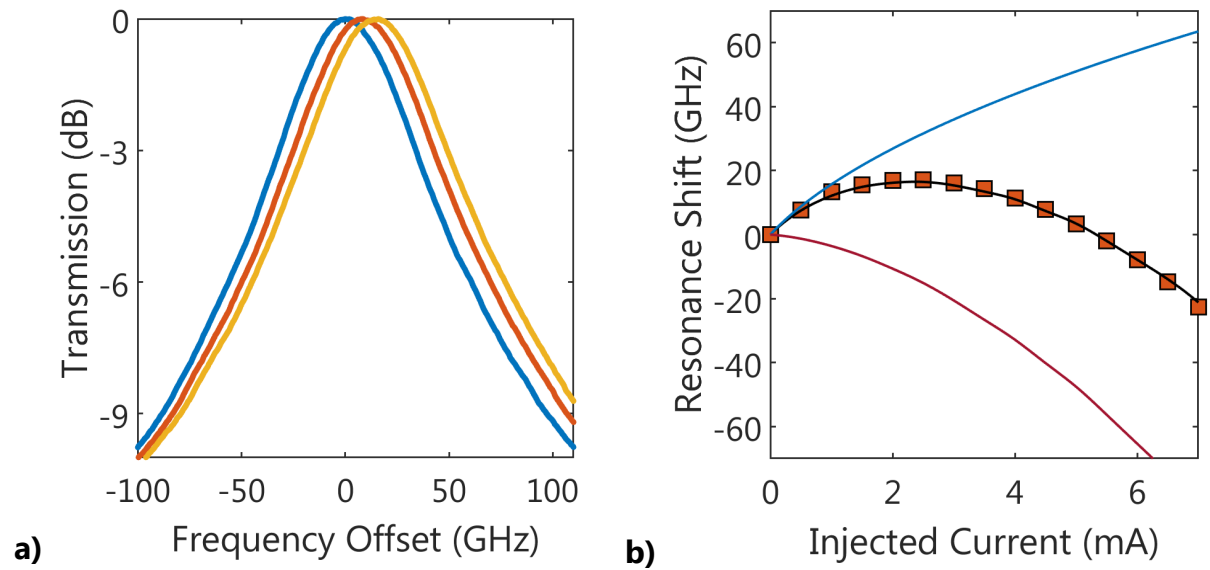 0
-3
-6
-9
Transmission (dB)
-100 -50 0 50 100
Frequency Offset (GHz)
a)
60
40
20
0
-20
-40
-60
Resonance Shift (GHz)
0 2 4 6
Injected Current (mA)
b)